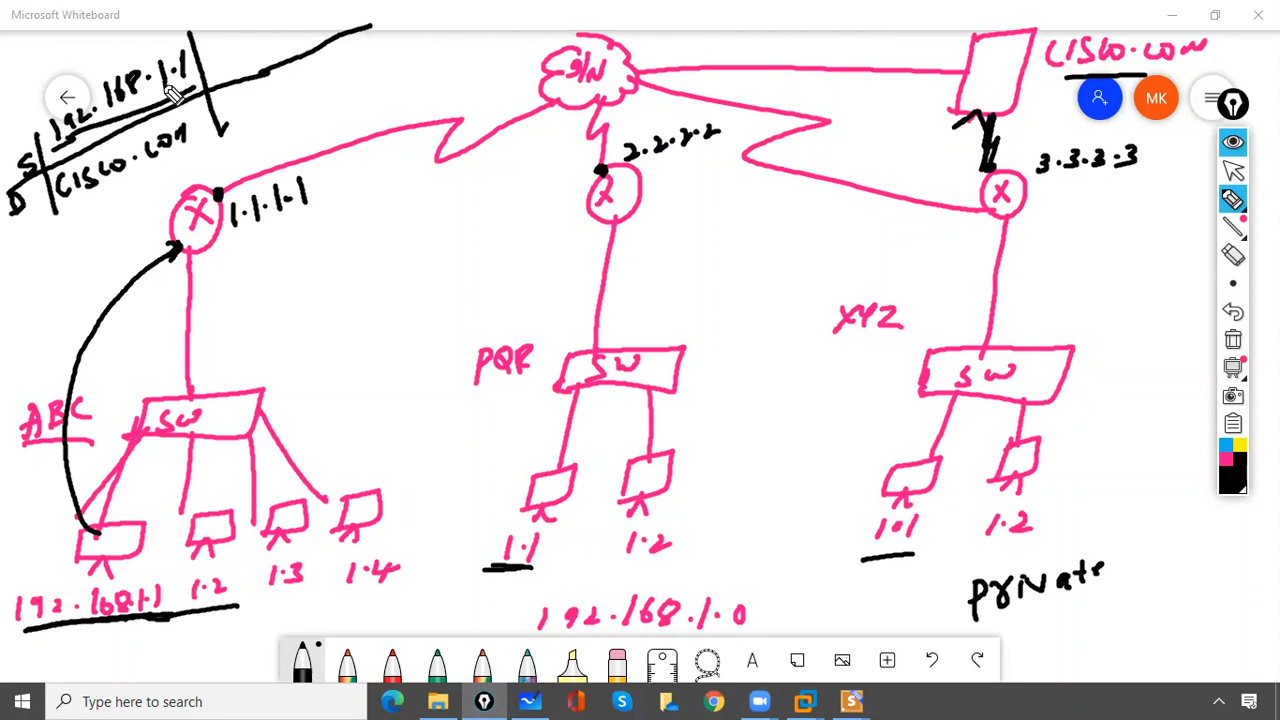 Microsoft Whiteboard
CISCO.COM
MK
S 192.168.1.1
D CISCO.COM
I/N
2.2.2.2
3.3.3.3
1.1.1.1
X
X
X
XYZ
PQR
SW
SW
ABC
SW
1.1
1.2
1.1
1.2
192.168.1.1
1.2
1.3
1.4
192.168.1.0
private
A
Type here to search